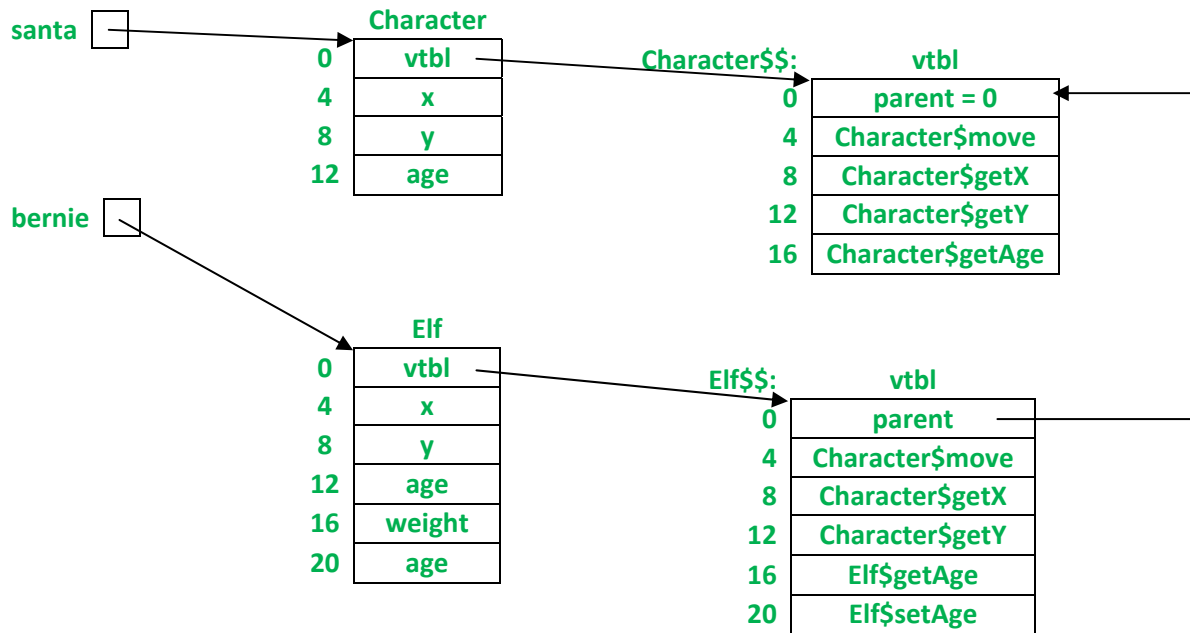 santa
Character
0 vtbl
4 x
8 y
12 age
Character$$: vtbl
0 parent = 0
4 Character$move
8 Character$getX
12 Character$getY
16 Character$getAge
bernie
Elf
0 vtbl
4 x
8 y
12 age
16 weight
20 age
Elf$$: vtbl
0 parent
4 Character$move
8 Character$getX
12 Character$getY
16 Elf$getAge
20 Elf$setAge